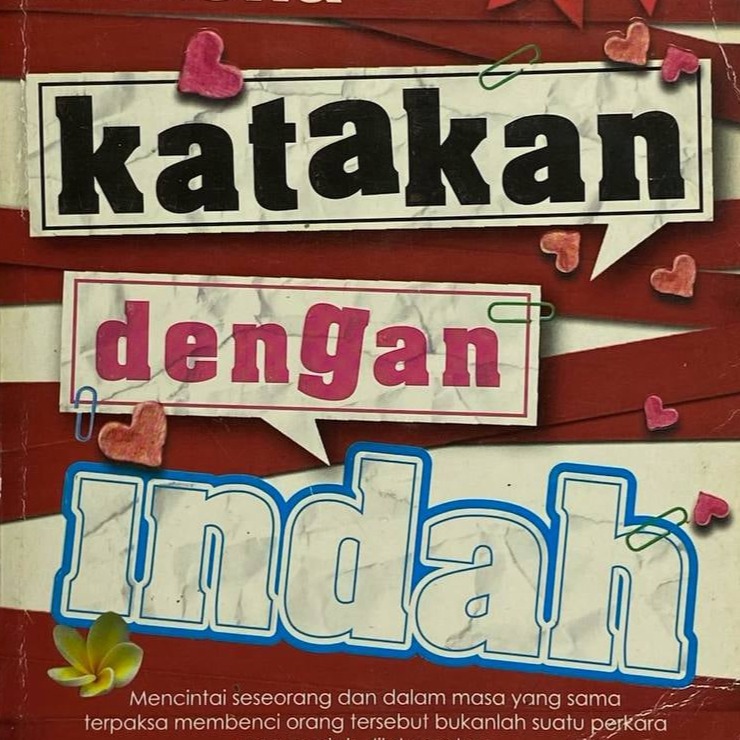 katakan
dengan
indah
Mencintai seseorang dan dalam masa yang sama
terpaksa membenci orang tersebut bukanlah suatu perkara